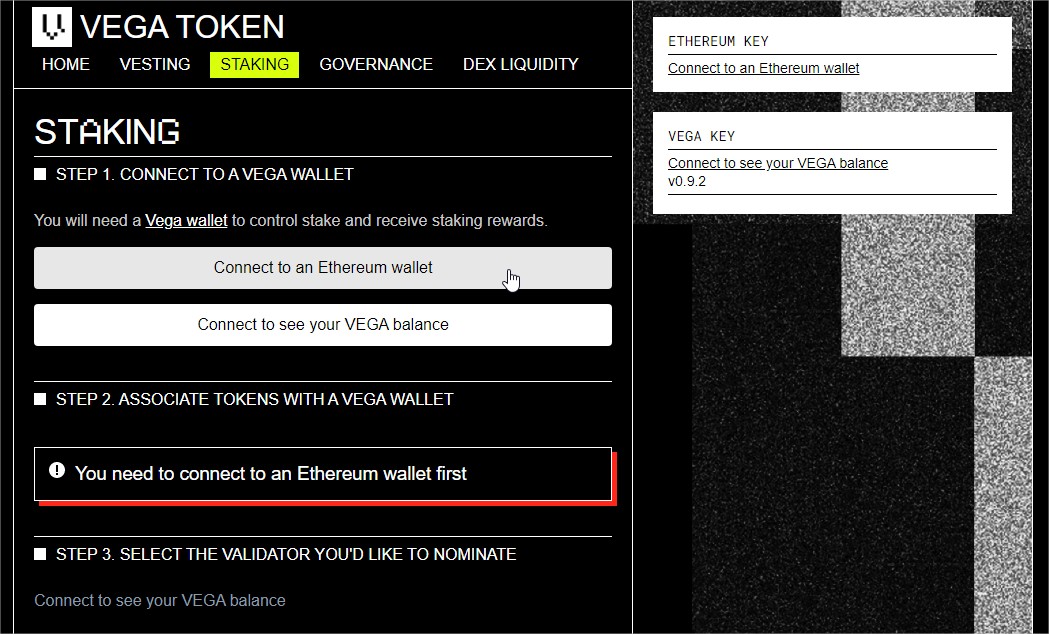 VEGA TOKEN
HOME VESTING STAKING GOVERNANCE DEX LIQUIDITY
STAKING
STEP 1. CONNECT TO A VEGA WALLET
You will need a Vega wallet to control stake and receive staking rewards.
Connect to an Ethereum wallet
Connect to see your VEGA balance
STEP 2. ASSOCIATE TOKENS WITH A VEGA WALLET
You need to connect to an Ethereum wallet first
STEP 3. SELECT THE VALIDATOR YOU'D LIKE TO NOMINATE
Connect to see your VEGA balance
ETHEREUM KEY
Connect to an Ethereum wallet
VEGA KEY
Connect to see your VEGA balance
v0.9.2